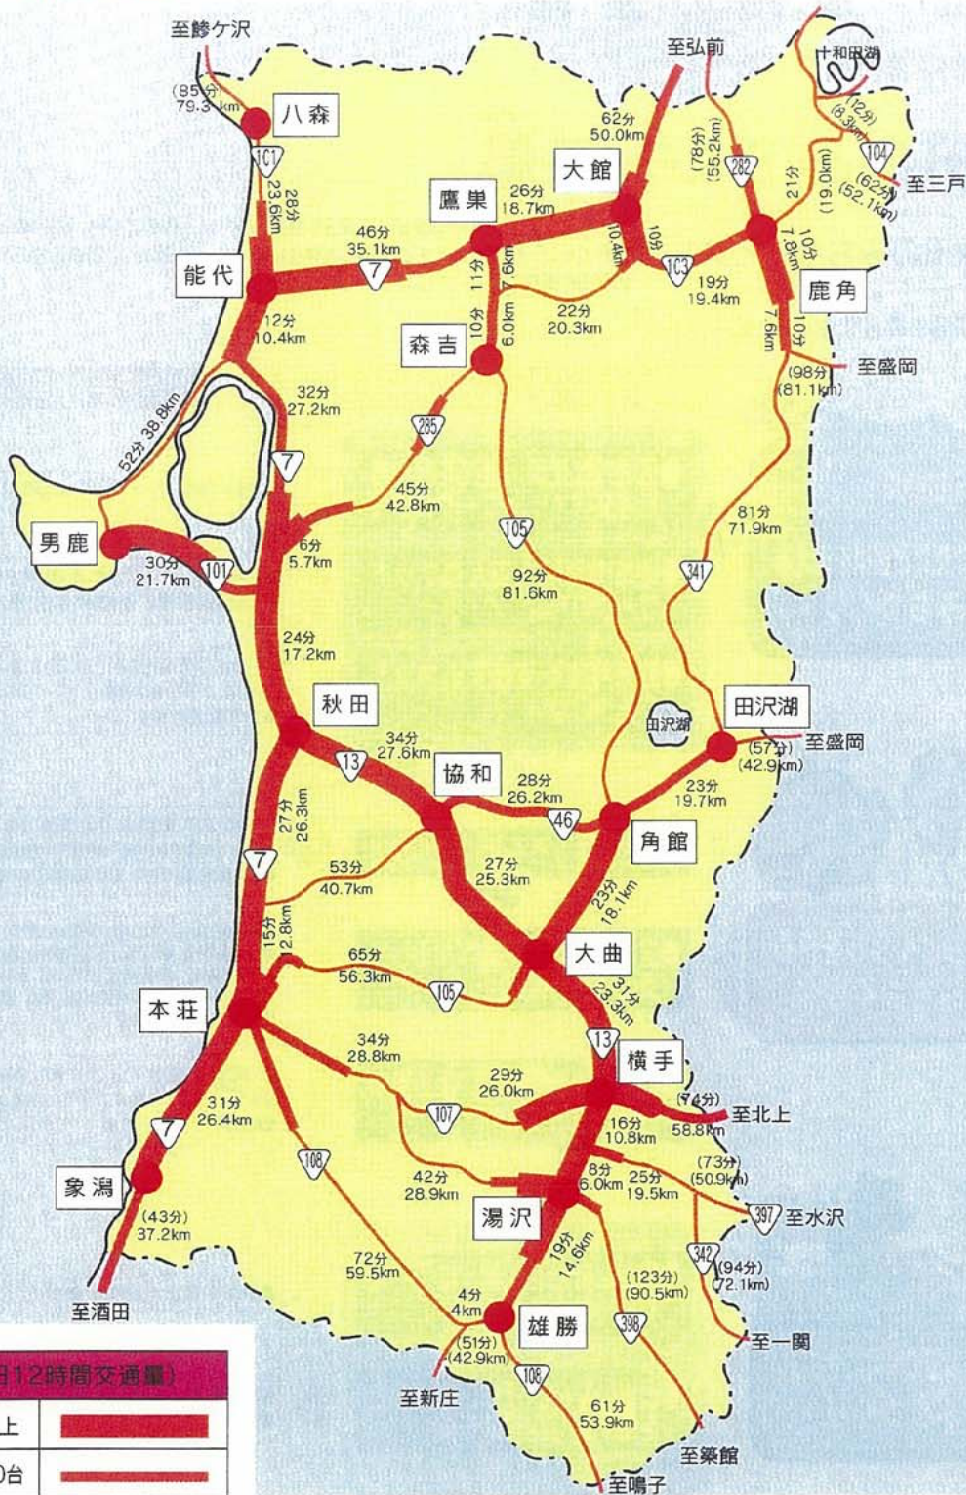 至鰺ケ沢
(85分)
79.3 km
八森
101
28分
23.6km
至弘前
62分
50.0km
大館
(78分)
(55.2km)
282
十和田湖
(12分)
(8.3km)
104
(62分)
(52.1km)
至三戸
21分
(19.0km)
鷹巣
26分
18.7km
能代
46分
35.1km
7
11分
7.6km
10分
10.4km
103
19分
19.4km
10分
7.8km
鹿角
22分
20.3km
10分
6.0km
森吉
10分
7.6km
(98分)
(81.1km)
至盛岡
12分
10.4km
32分
27.2km
7
52分 38.8km
285
45分
42.8km
105
92分
81.6km
81分
71.9km
341
男鹿
30分
21.7km
101
6分
5.7km
24分
17.2km
秋田
34分
27.6km
13
協和
田沢湖
田沢湖
(57分)
(42.9km)
至盛岡
28分
26.2km
46
23分
19.7km
角館
27分
26.3km
7
53分
40.7km
27分
25.3km
23分
18.1km
15分
12.8km
大曲
65分
56.3km
105
31分
23.3km
13
本荘
34分
28.8km
横手
29分
26.0km
107
(74分)
58.8km
至北上
16分
10.8km
31分
26.4km
7
108
象潟
42分
28.9km
8分
6.0km
25分
19.5km
(73分)
(50.9km)
397
至水沢
湯沢
(43分)
37.2km
至酒田
72分
59.5km
19分
14.6km
342
(94分)
(72.1km)
至一関
(123分)
(90.5km)
398
4分
4km
雄勝
(51分)
(42.9km)
至新庄
108
61分
53.9km
至築館
至鳴子
12時間交通量)
上
0台